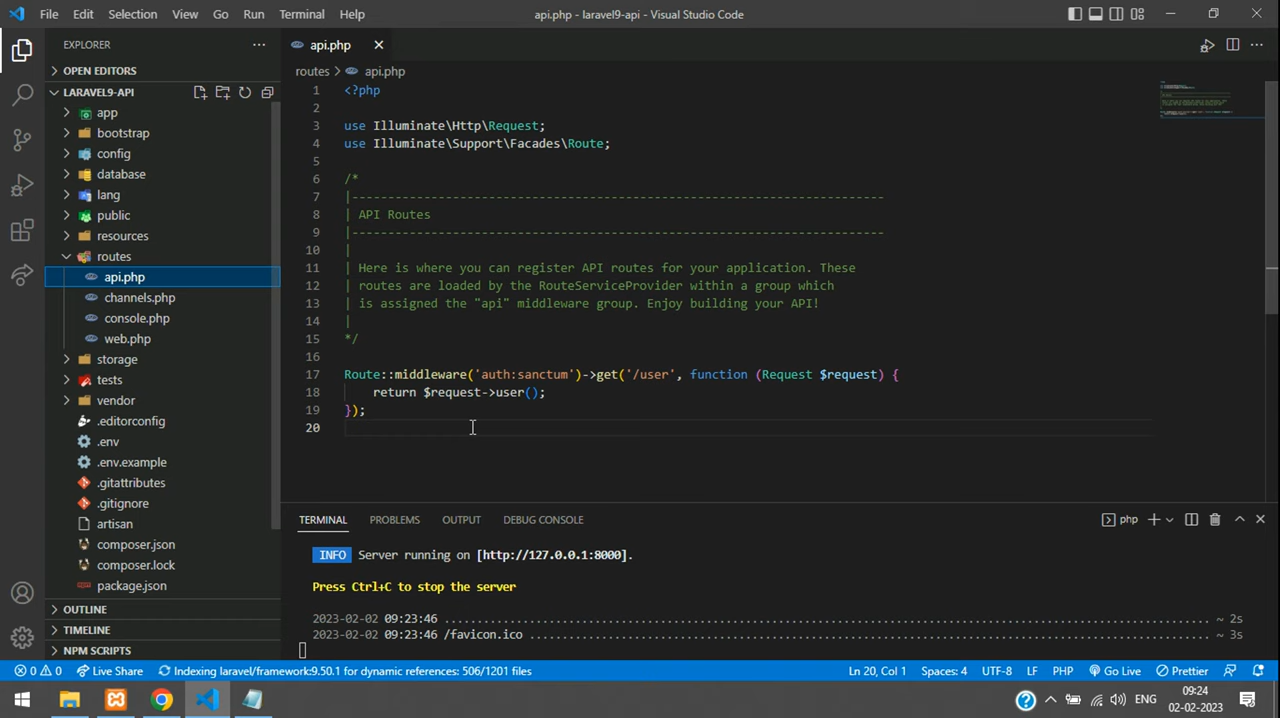 File Edit Selection View Go Run Terminal Help
api.php - laravel9-api - Visual Studio Code
EXPLORER
OPEN EDITORS
LARAVEL9-API
app
bootstrap
config
database
lang
public
resources
routes
api.php
channels.php
console.php
web.php
storage
tests
vendor
.editorconfig
.env
.env.example
.gitattributes
.gitignore
artisan
composer.json
composer.lock
package.json
OUTLINE
TIMELINE
NPM SCRIPTS
api.php
routes > api.php
1 <?php
2
3 use Illuminate\Http\Request;
4 use Illuminate\Support\Facades\Route;
5
6 /*
7 |--------------------------------------------------------------------------
8 | API Routes
9 |--------------------------------------------------------------------------
10 |
11 | Here is where you can register API routes for your application. These
12 | routes are loaded by the RouteServiceProvider within a group which
13 | is assigned the "api" middleware group. Enjoy building your API!
14 |
15 */
16
17 Route::middleware('auth:sanctum')->get('/user', function (Request $request) {
18 return $request->user();
19 });
20
TERMINAL PROBLEMS OUTPUT DEBUG CONSOLE
php
INFO Server running on [http://127.0.0.1:8000].
Press Ctrl+C to stop the server
2023-02-02 09:23:46 ........................................................................................................ ~ 2s
2023-02-02 09:23:46 /favicon.ico ............................................................................................ ~ 3s
0 0 Live Share Indexing laravel/framework:9.50.1 for dynamic references: 506/1201 files Ln 20, Col 1 Spaces: 4 UTF-8 LF PHP Go Live Prettier
ENG 09:24
02-02-2023